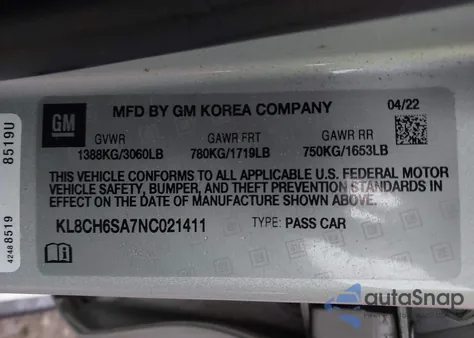 GM
MFD BY GM KOREA COMPANY
04/22
GVWR GAWR FRT GAWR RR
1388KG/3060LB 780KG/1719LB 750KG/1653LB
THIS VEHICLE CONFORMS TO ALL APPLICABLE U.S. FEDERAL MOTOR
VEHICLE SAFETY, BUMPER, AND THEFT PREVENTION STANDARDS IN
EFFECT ON THE DATE OF MANUFACTURE SHOWN ABOVE.
KL8CH6SA7NC021411 TYPE: PASS CAR
8519U
4248 8519
autoSnap